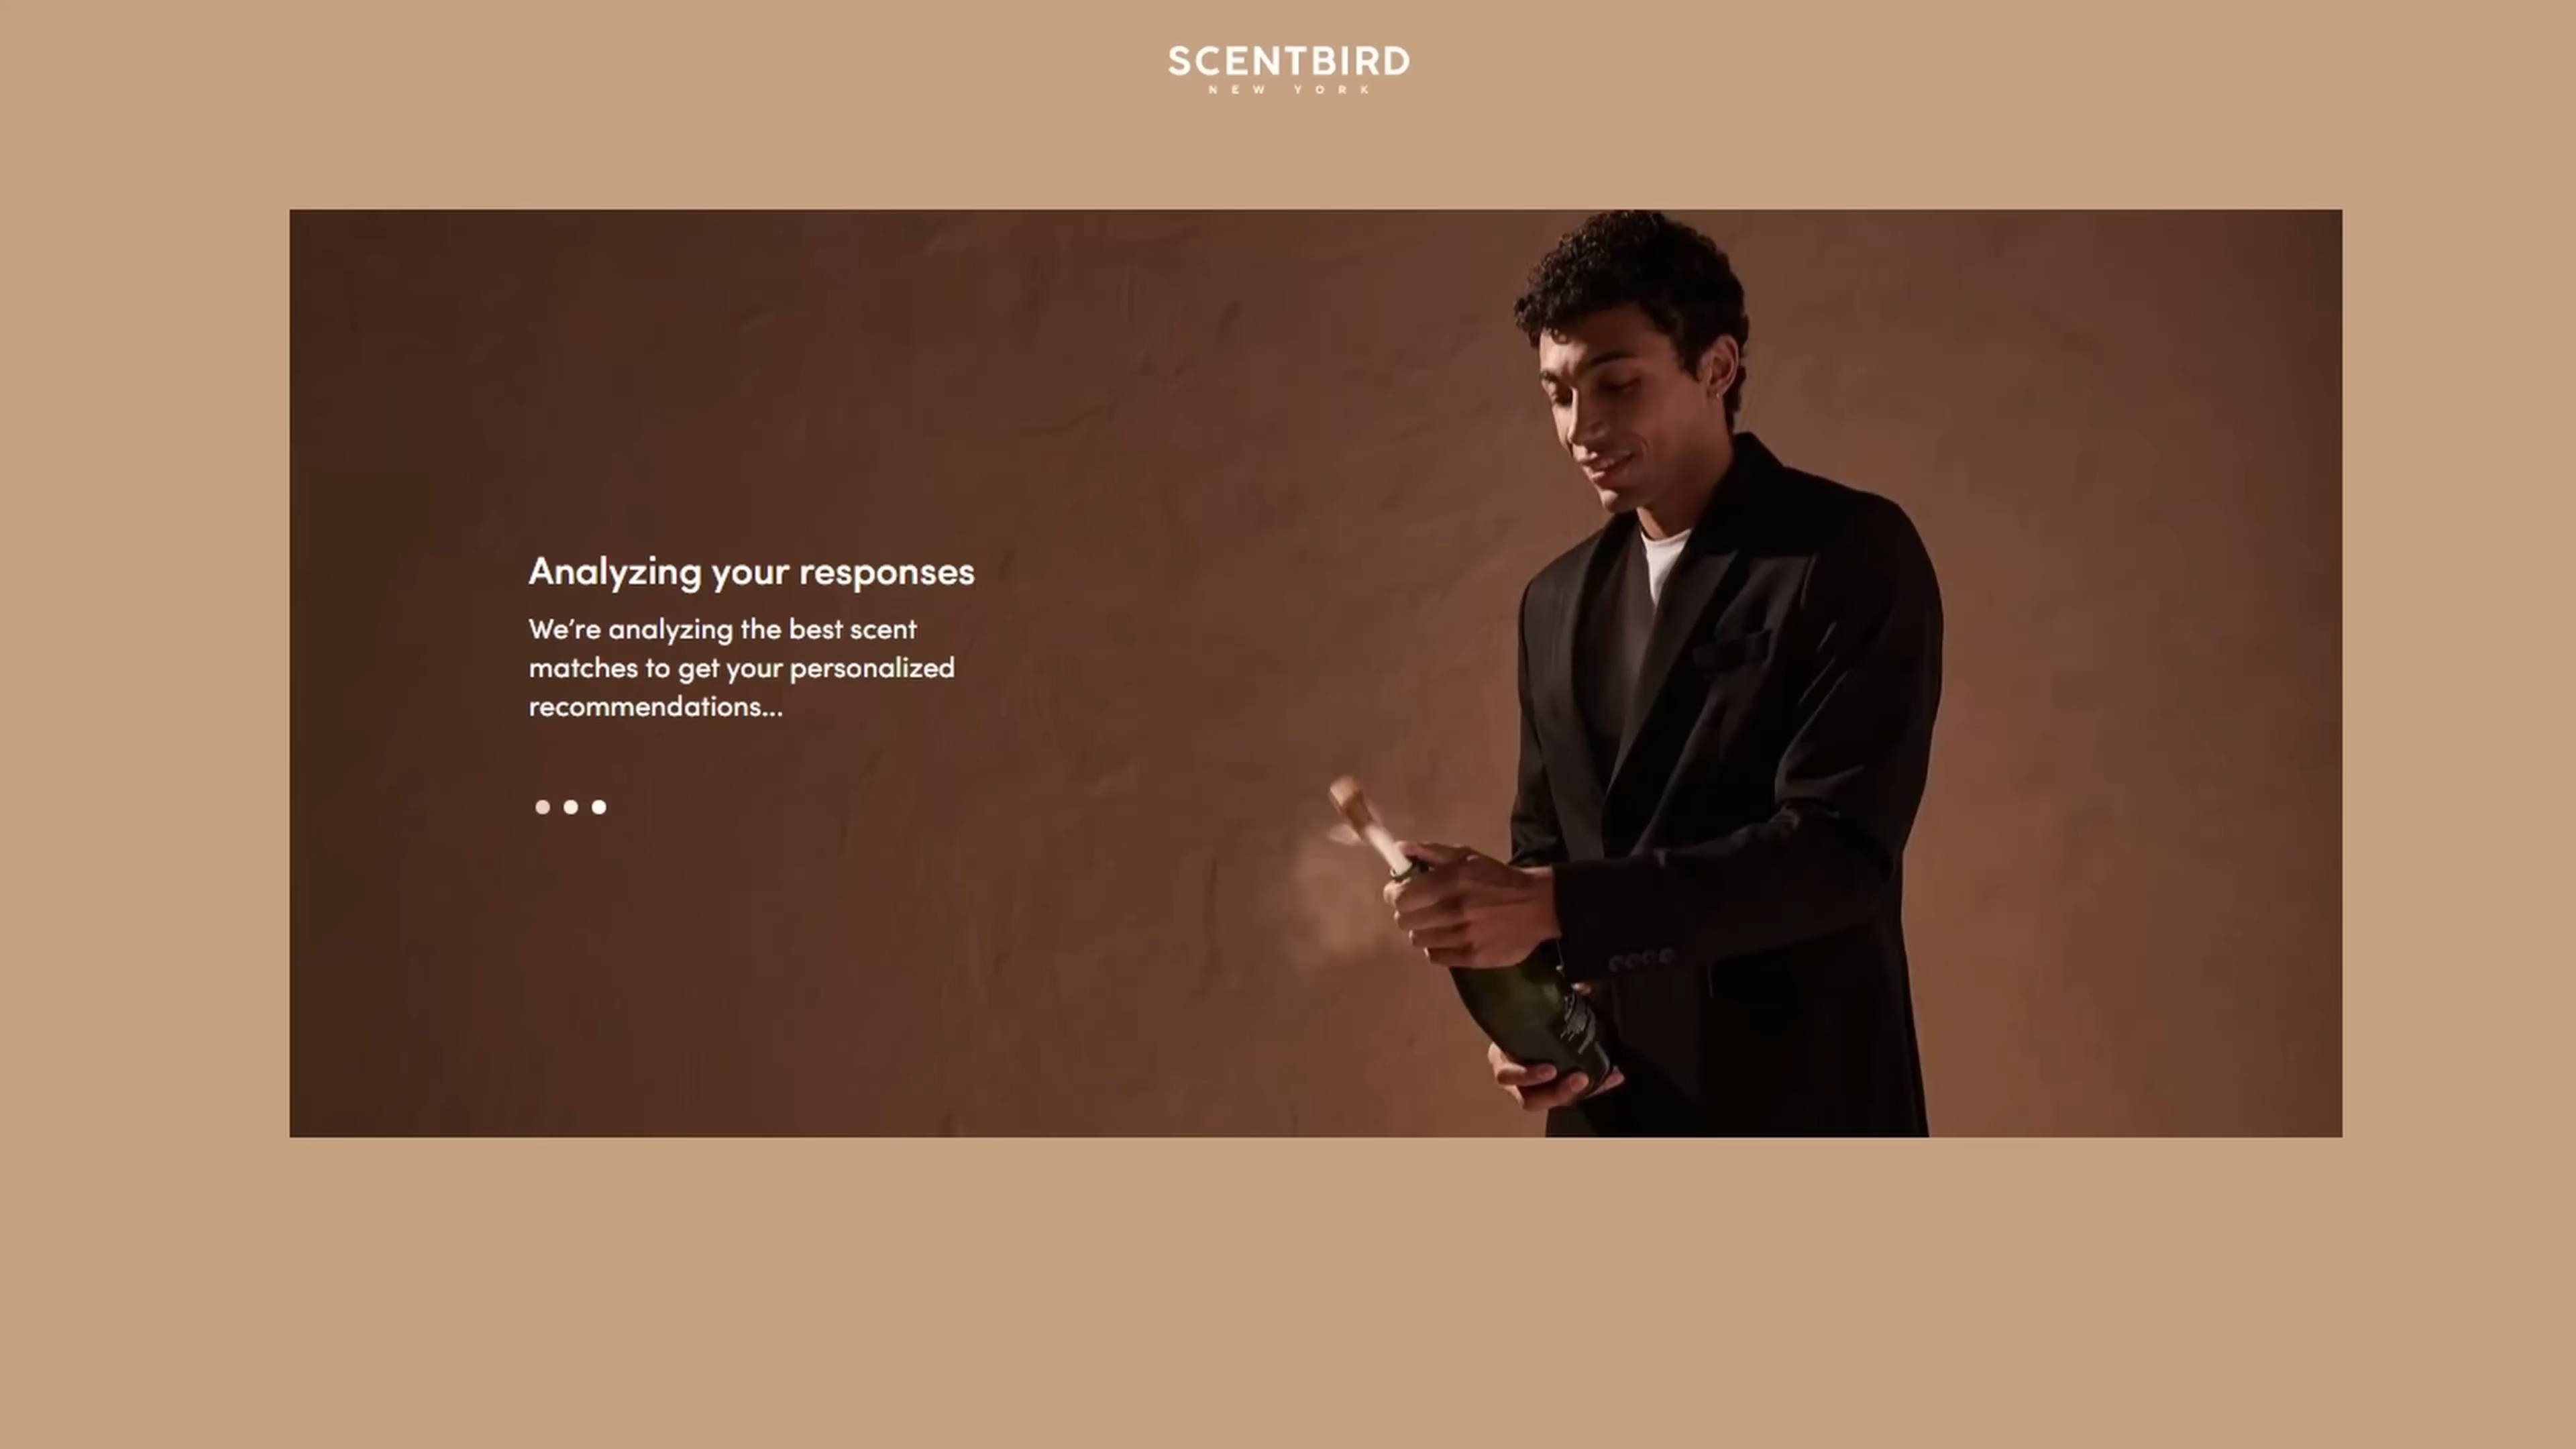 SCENTBIRD
NEW YORK
Analyzing your responses
We’re analyzing the best scent
matches to get your personalized
recommendations...